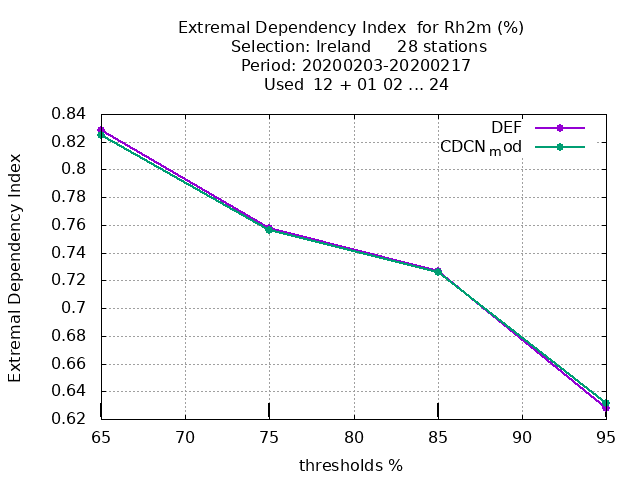 Extremal Dependency Index  for Rh2m (%)
Selection: Ireland     28 stations
Period: 20200203-20200217
Used  12 + 01 02 ... 24
DEF
CDCN_mod
0.84
0.82
0.8
0.78
0.76
0.74
0.72
0.7
0.68
0.66
0.64
0.62
Extremal Dependency Index
65 70 75 80 85 90 95
thresholds %